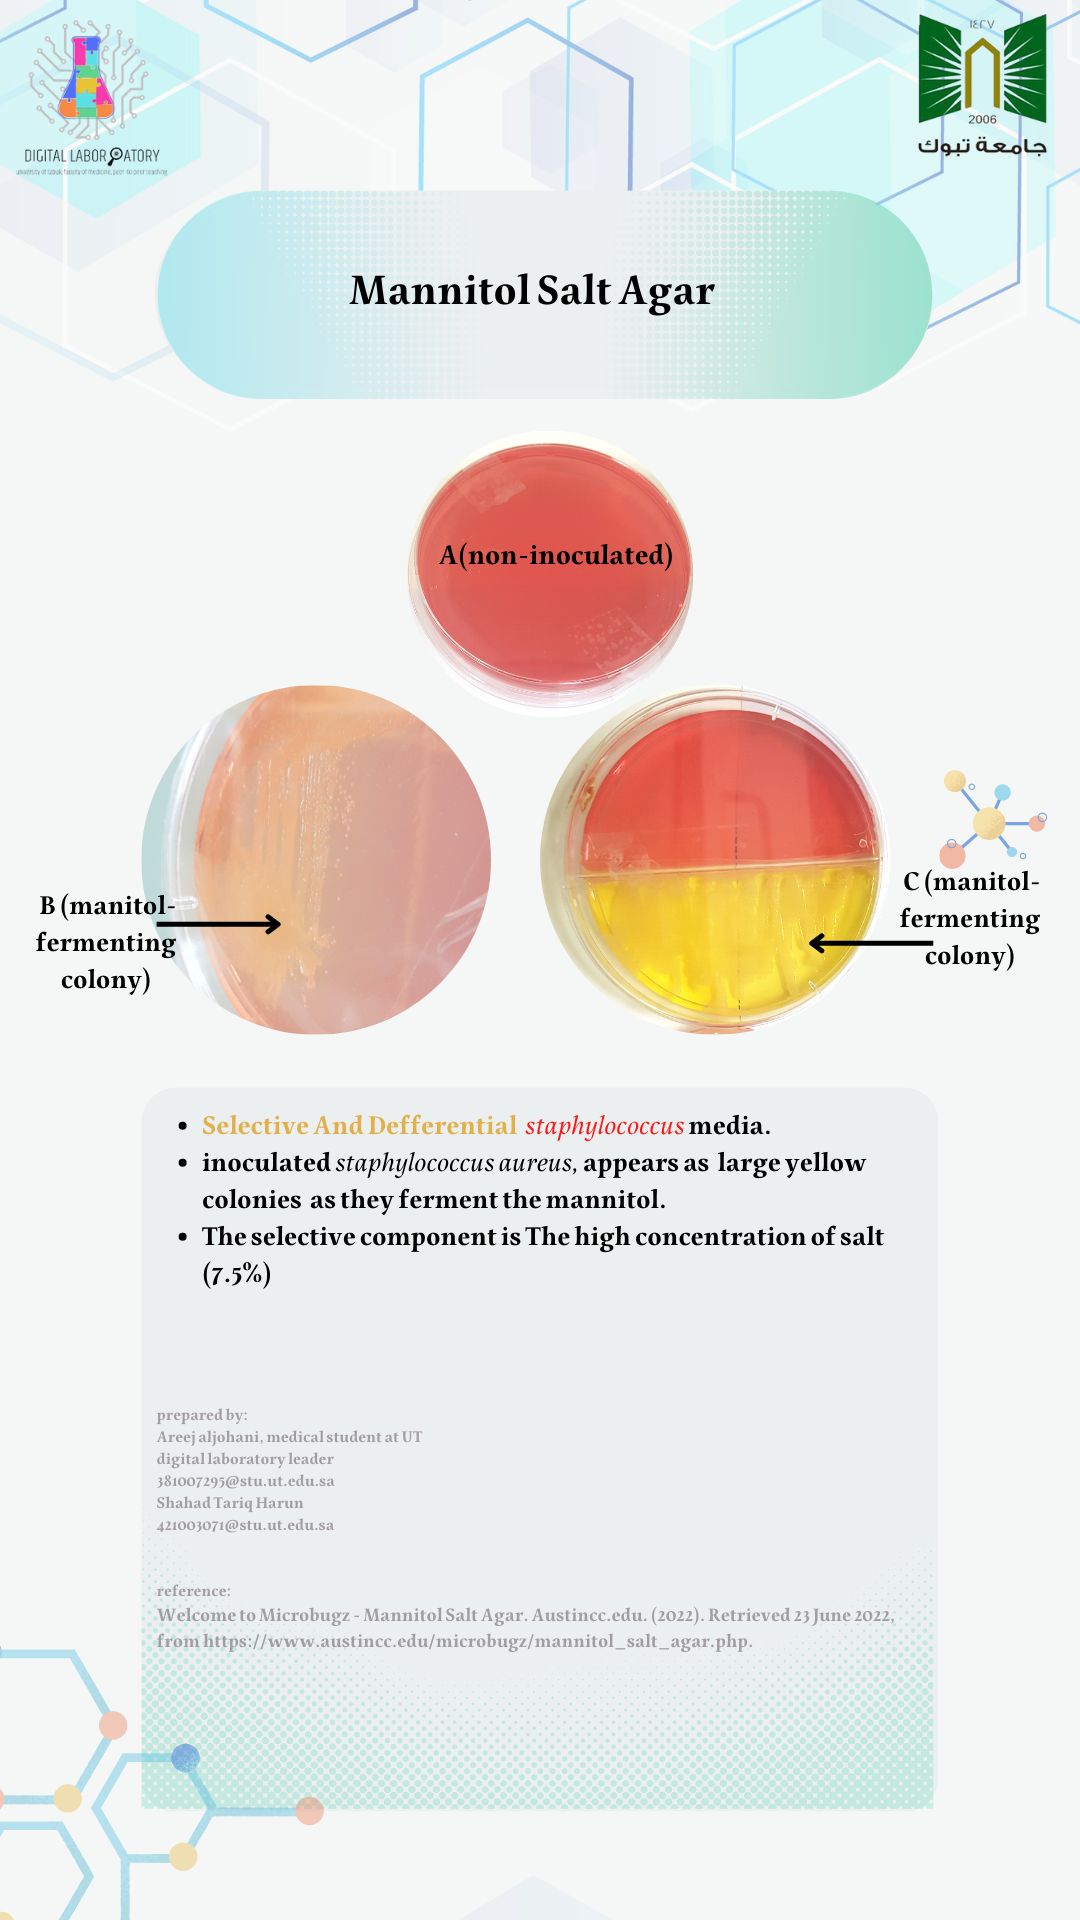 ١٤٢٧
2006
جامعة تبوك
DIGITAL LABORATORY
university of tabuk, faculty of medicine, peer-to-peer teaching
Mannitol Salt Agar
A(non-inoculated)
B (manitol-
fermenting
colony)
C (manitol-
fermenting
colony)
• Selective And Defferential staphylococcus media.
• inoculated staphylococcus aureus, appears as large yellow
colonies as they ferment the mannitol.
• The selective component is The high concentration of salt
(7.5%)
prepared by:
Areej aljohani, medical student at UT
digital laboratory leader
381007295@stu.ut.edu.sa
Shahad Tariq Harun
421003071@stu.ut.edu.sa
reference:
Welcome to Microbugz - Mannitol Salt Agar. Austincc.edu. (2022). Retrieved 23 June 2022,
from https://www.austincc.edu/microbugz/mannitol_salt_agar.php.